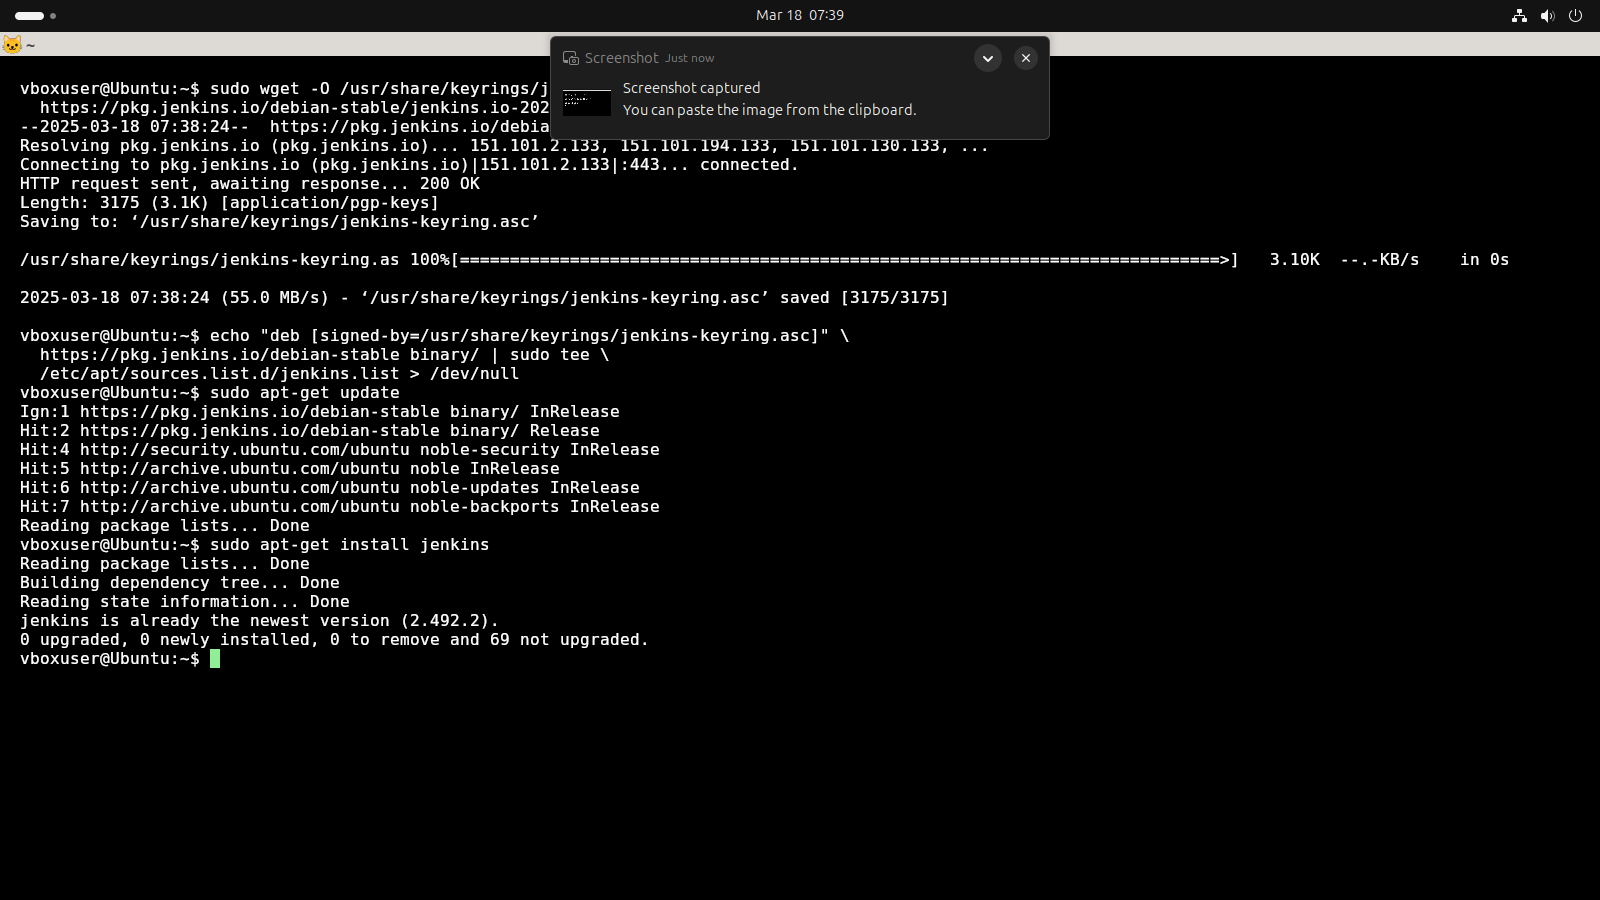 Mar 18 07:39
~
Screenshot Just now
Screenshot captured
You can paste the image from the clipboard.
vboxuser@Ubuntu:~$ sudo wget -O /usr/share/keyrings/j
  https://pkg.jenkins.io/debian-stable/jenkins.io-202
--2025-03-18 07:38:24--  https://pkg.jenkins.io/debia
Resolving pkg.jenkins.io (pkg.jenkins.io)... 151.101.2.133, 151.101.194.133, 151.101.130.133, ...
Connecting to pkg.jenkins.io (pkg.jenkins.io)|151.101.2.133|:443... connected.
HTTP request sent, awaiting response... 200 OK
Length: 3175 (3.1K) [application/pgp-keys]
Saving to: ‘/usr/share/keyrings/jenkins-keyring.asc’
/usr/share/keyrings/jenkins-keyring.as 100%[============================================================================>]   3.10K  --.-KB/s    in 0s
2025-03-18 07:38:24 (55.0 MB/s) - ‘/usr/share/keyrings/jenkins-keyring.asc’ saved [3175/3175]
vboxuser@Ubuntu:~$ echo "deb [signed-by=/usr/share/keyrings/jenkins-keyring.asc]" \
  https://pkg.jenkins.io/debian-stable binary/ | sudo tee \
  /etc/apt/sources.list.d/jenkins.list > /dev/null
vboxuser@Ubuntu:~$ sudo apt-get update
Ign:1 https://pkg.jenkins.io/debian-stable binary/ InRelease
Hit:2 https://pkg.jenkins.io/debian-stable binary/ Release
Hit:4 http://security.ubuntu.com/ubuntu noble-security InRelease
Hit:5 http://archive.ubuntu.com/ubuntu noble InRelease
Hit:6 http://archive.ubuntu.com/ubuntu noble-updates InRelease
Hit:7 http://archive.ubuntu.com/ubuntu noble-backports InRelease
Reading package lists... Done
vboxuser@Ubuntu:~$ sudo apt-get install jenkins
Reading package lists... Done
Building dependency tree... Done
Reading state information... Done
jenkins is already the newest version (2.492.2).
0 upgraded, 0 newly installed, 0 to remove and 69 not upgraded.
vboxuser@Ubuntu:~$